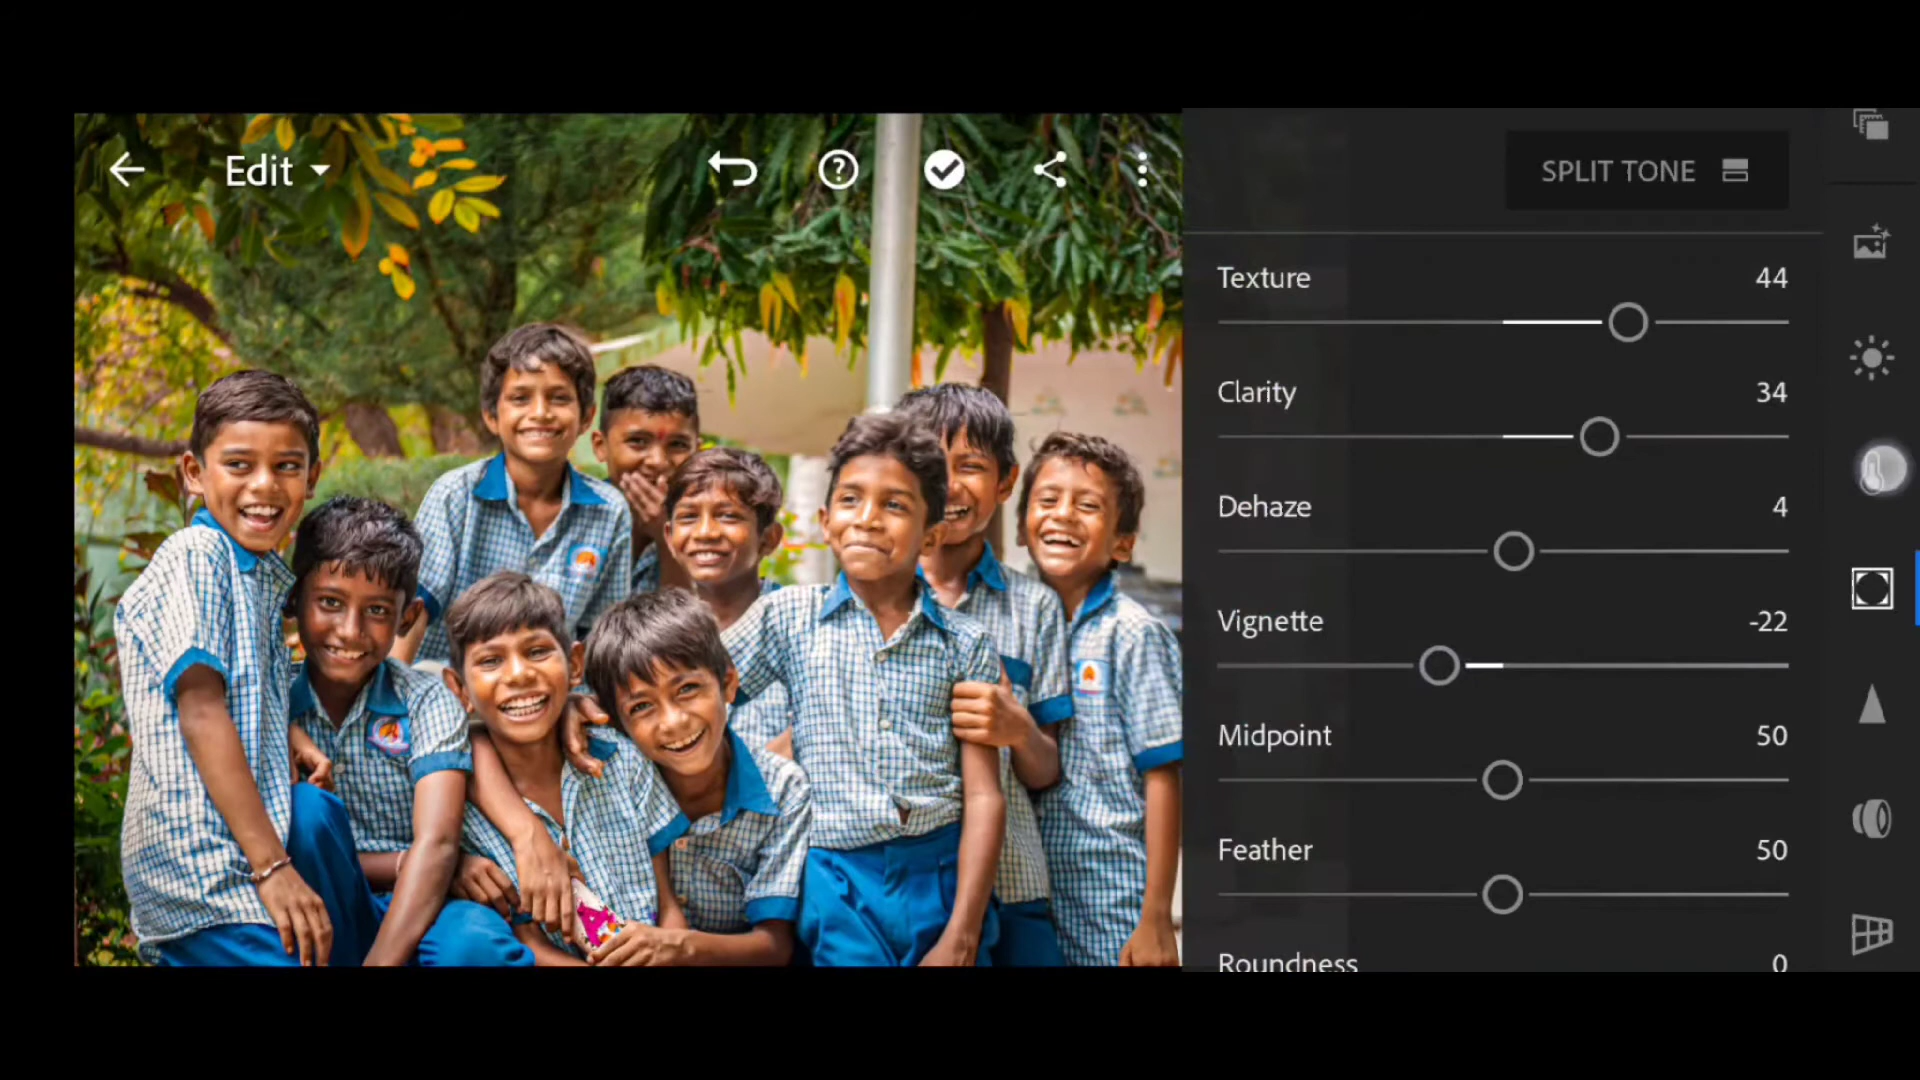 Edit
SPLIT TONE
Texture 44
Clarity 34
Dehaze 4
Vignette -22
Midpoint 50
Feather 50
Roundness 0